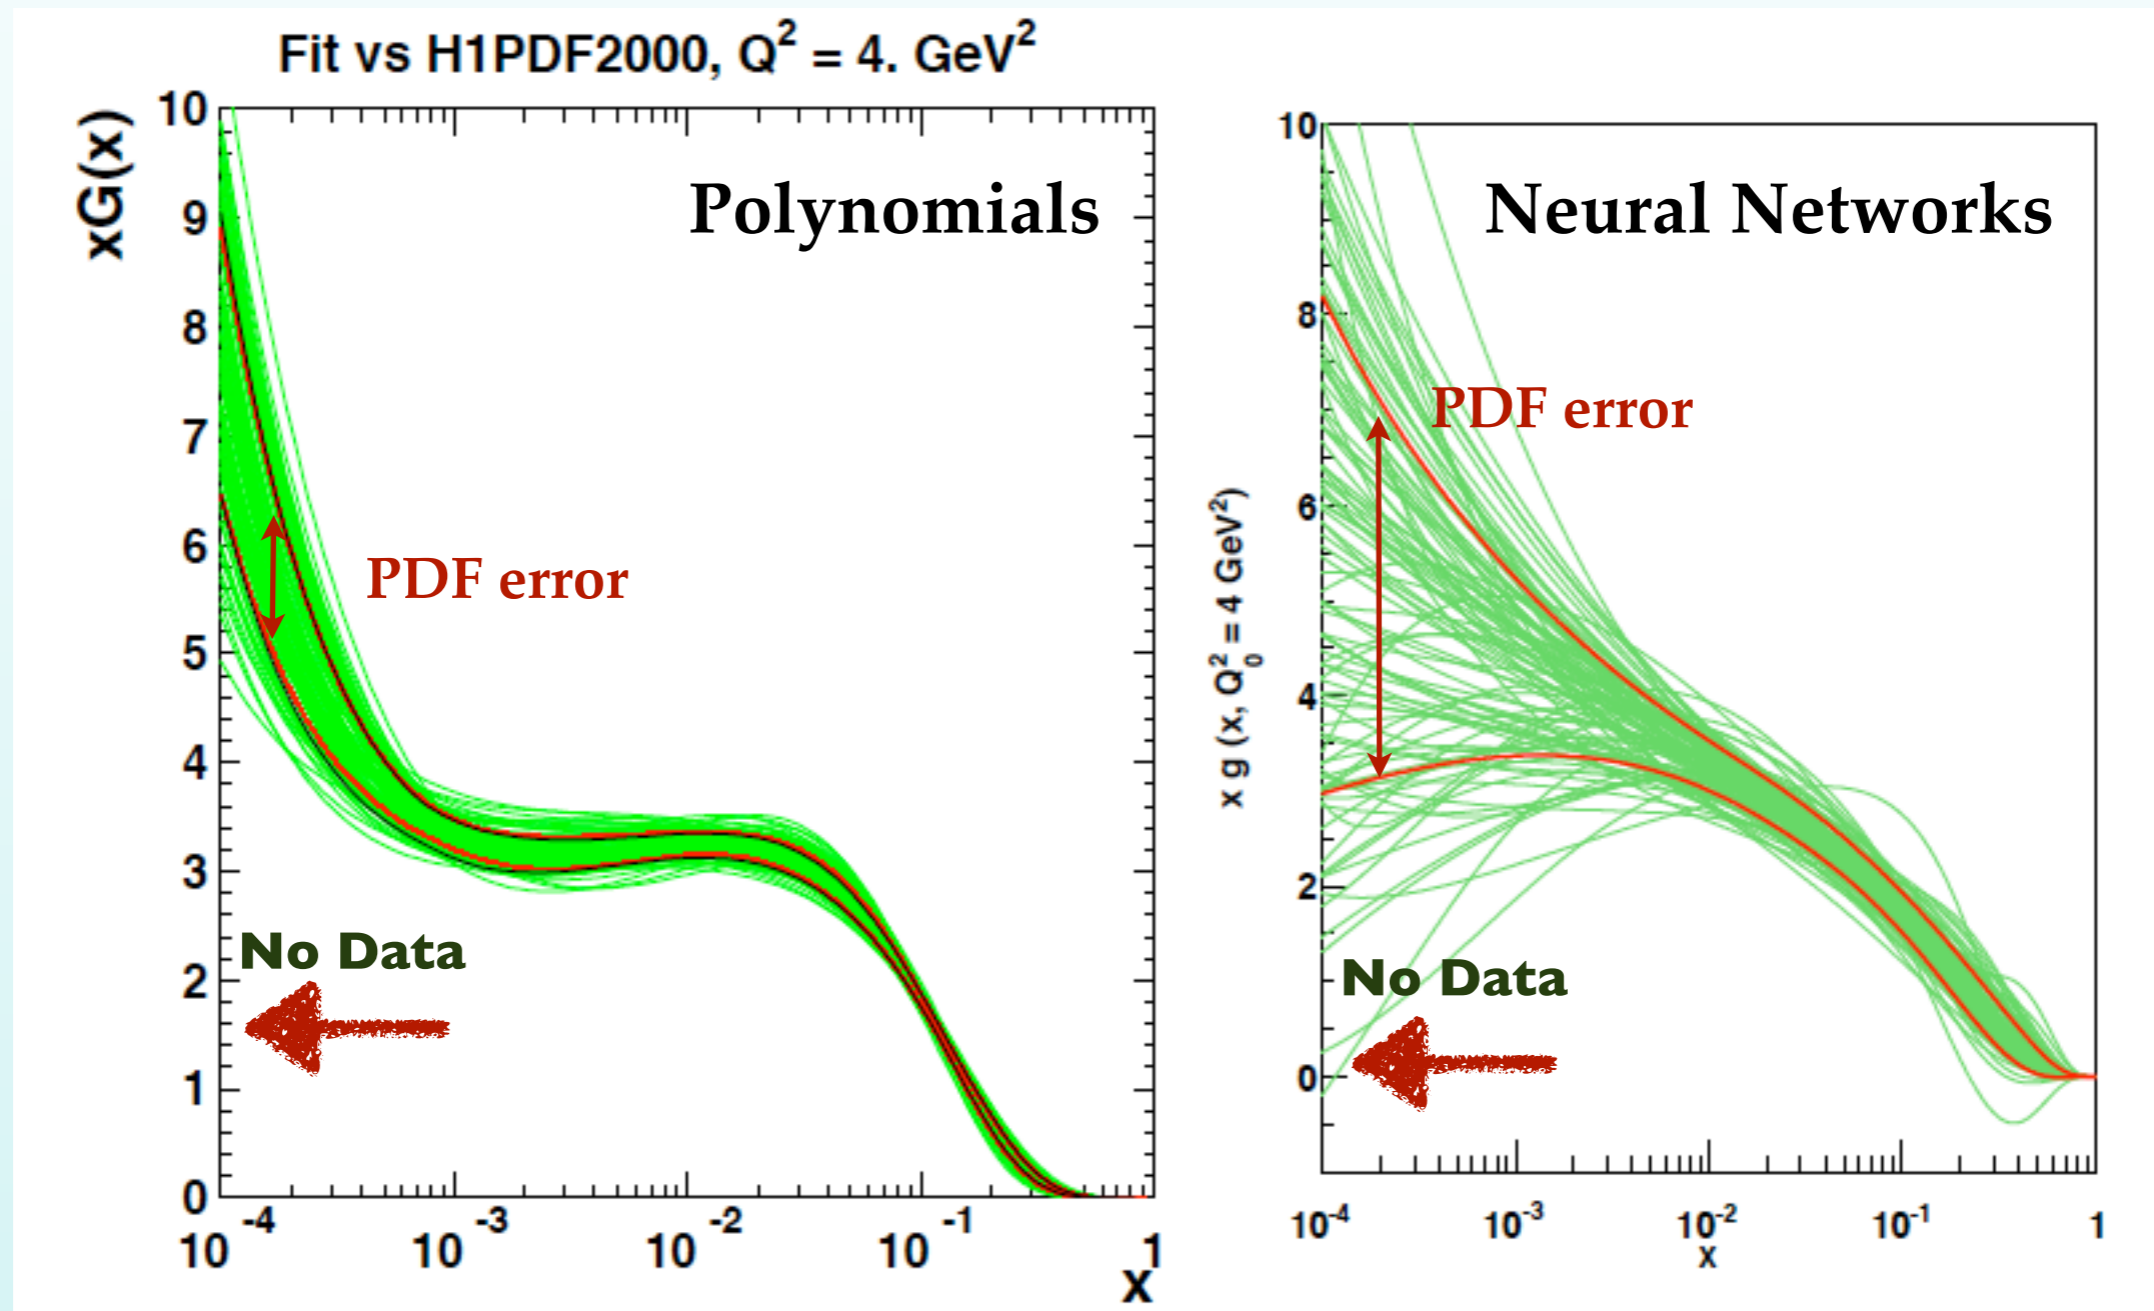 Fit vs H1PDF2000, Q² = 4. GeV²
xG(x)
10
9
8
7
6
5
4
3
2
1
0
Polynomials
PDF error
No Data
10⁻⁴ 10⁻³ 10⁻² 10⁻¹ 1
x
x g (x, Q₀² = 4 GeV²)
10
8
6
4
2
0
Neural Networks
PDF error
No Data
10⁻⁴ 10⁻³ 10⁻² 10⁻¹ 1
x